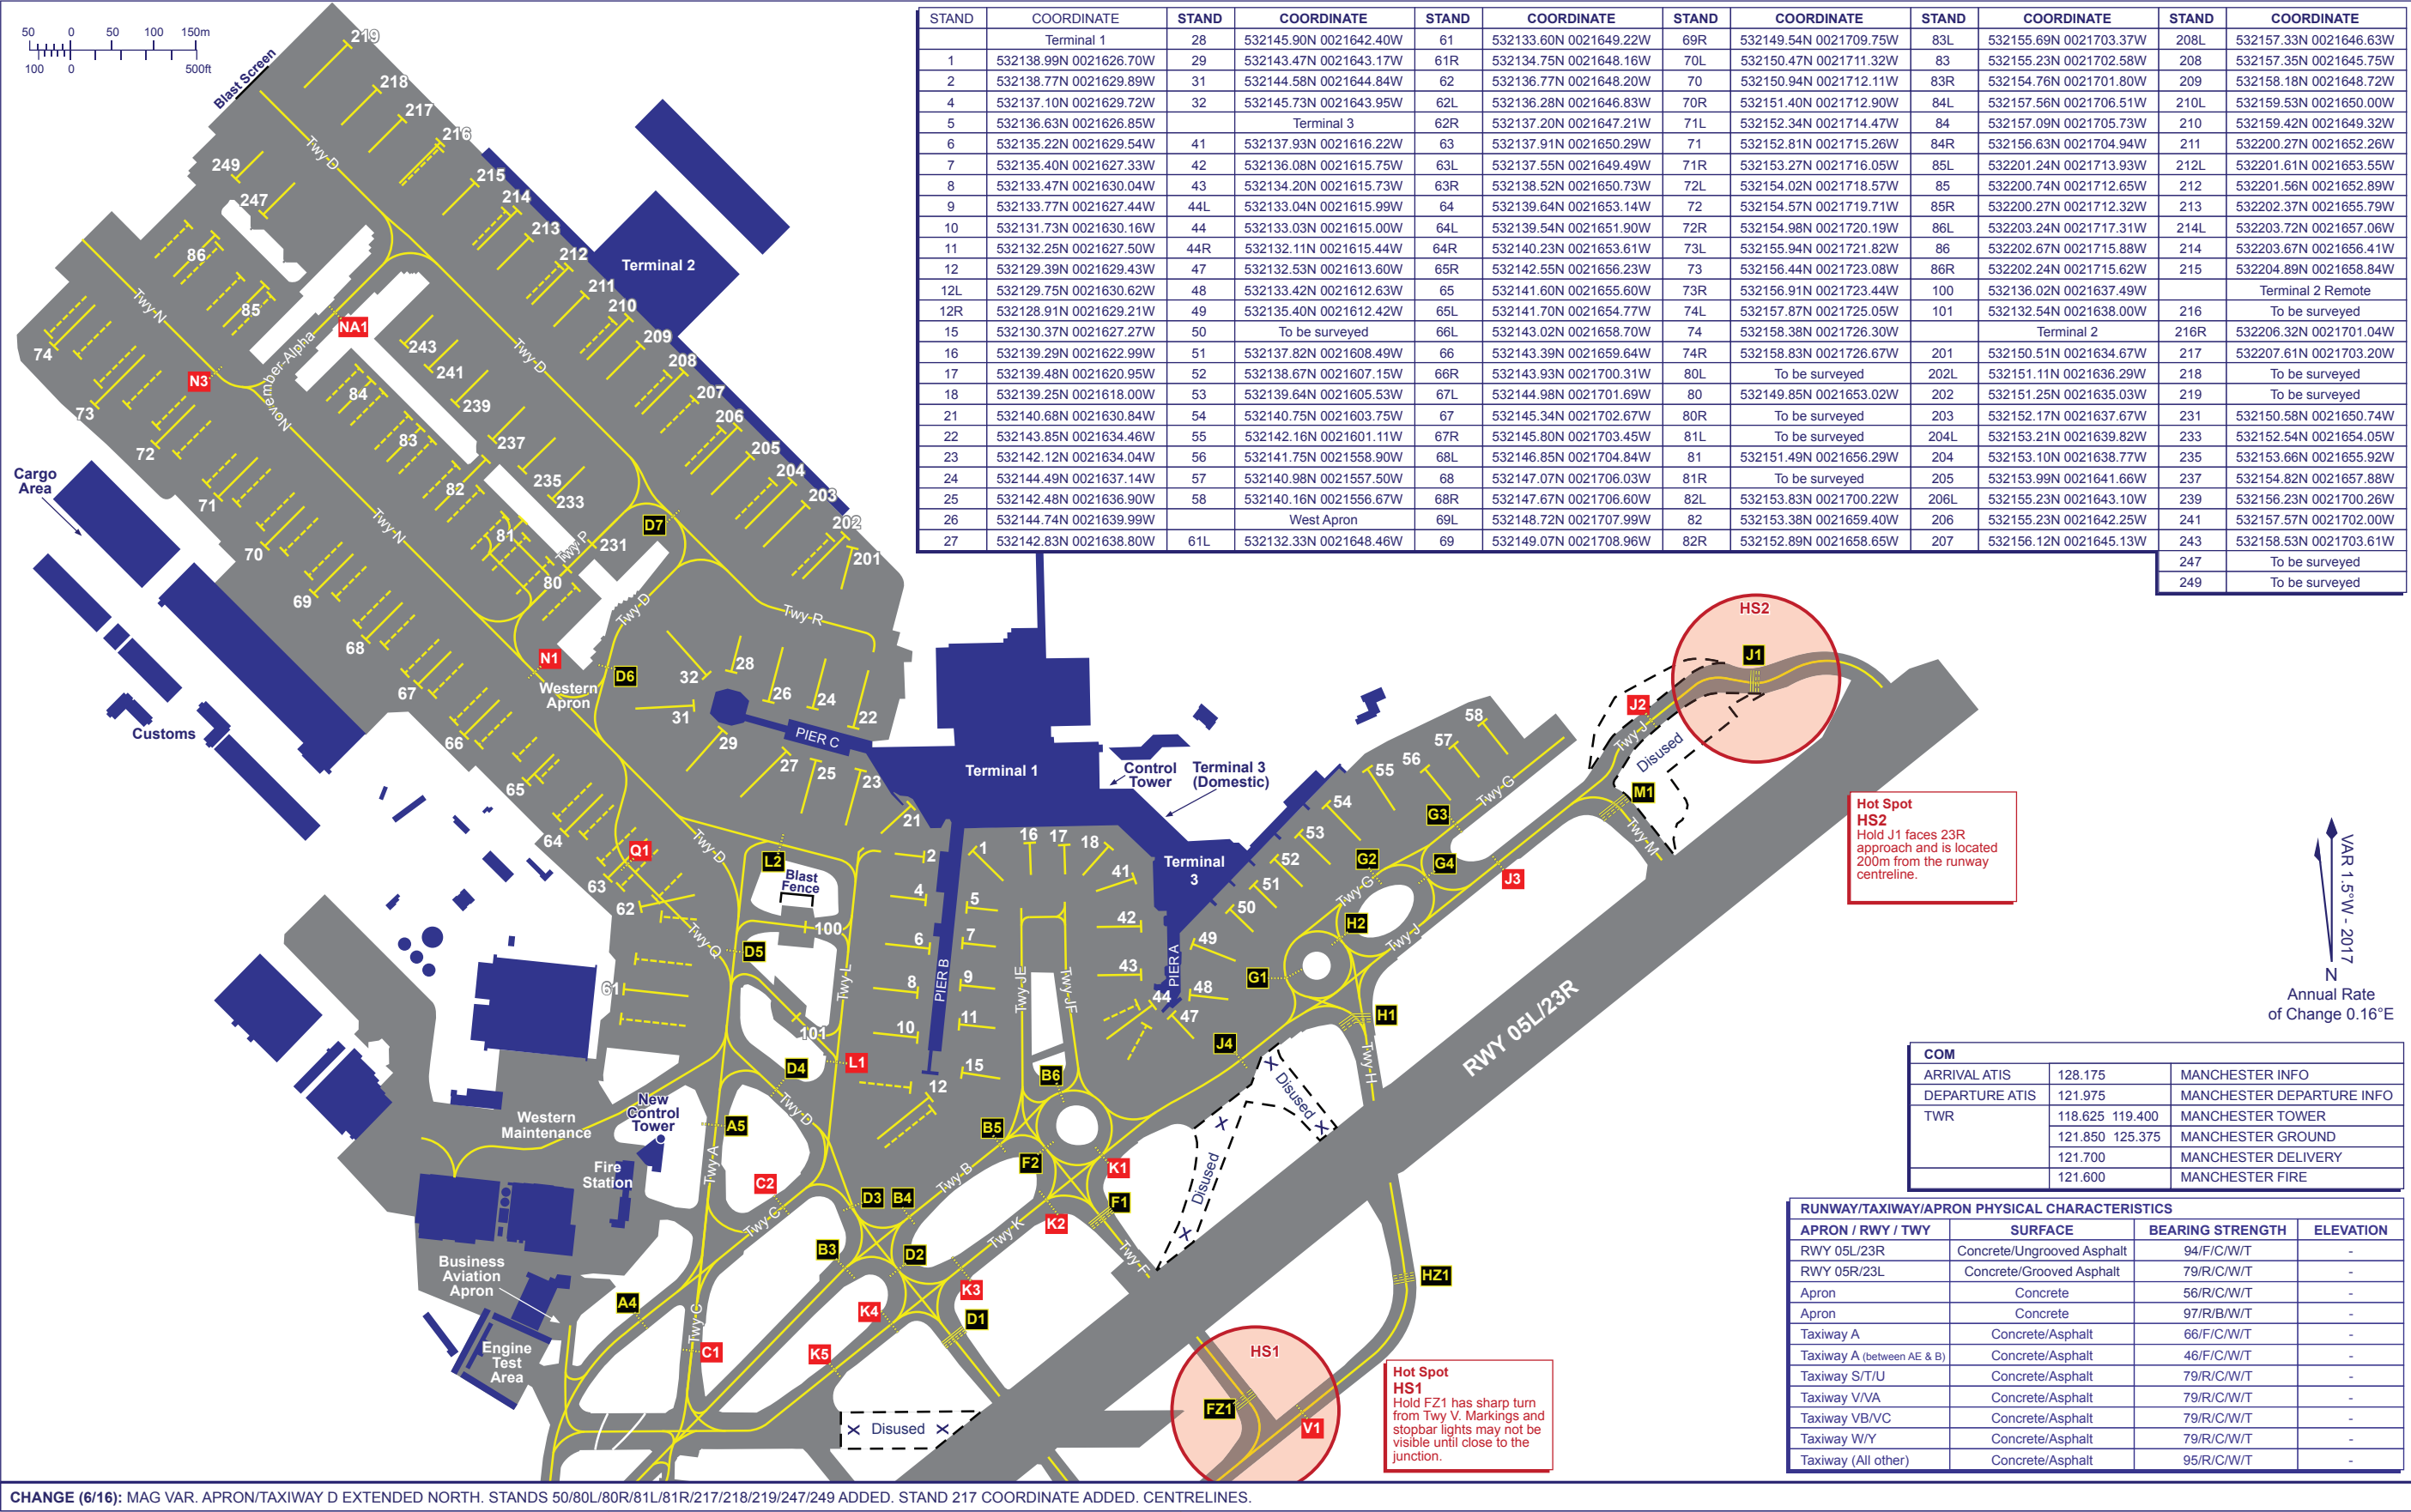 50 0 50 100 150m
100 0 500ft
STAND COORDINATE STAND COORDINATE STAND COORDINATE STAND COORDINATE STAND COORDINATE STAND COORDINATE
Terminal 1 28 532145.90N 0021642.40W 61 532133.60N 0021649.22W 69R 532149.54N 0021709.75W 83L 532155.69N 0021703.37W 208L 532157.33N 0021646.63W
1 532138.99N 0021626.70W 29 532143.47N 0021643.17W 61R 532134.75N 0021648.16W 70L 532150.47N 0021711.32W 83 532155.23N 0021702.58W 208 532157.35N 0021645.75W
2 532138.77N 0021629.89W 31 532144.58N 0021644.84W 62 532136.77N 0021648.20W 70 532150.94N 0021712.11W 83R 532154.76N 0021701.80W 209 532158.18N 0021648.72W
4 532137.10N 0021629.72W 32 532145.73N 0021643.95W 62L 532136.28N 0021646.83W 70R 532151.40N 0021712.90W 84L 532157.56N 0021706.51W 210L 532159.53N 0021650.00W
5 532136.63N 0021626.85W Terminal 3 62R 532137.20N 0021647.21W 71L 532152.34N 0021714.47W 84 532157.09N 0021705.73W 210 532159.42N 0021649.32W
6 532135.22N 0021629.54W 41 532137.93N 0021616.22W 63 532137.91N 0021650.29W 71 532152.81N 0021715.26W 84R 532156.63N 0021704.94W 211 532200.27N 0021652.26W
7 532135.40N 0021627.33W 42 532136.08N 0021615.75W 63L 532137.55N 0021649.49W 71R 532153.27N 0021716.05W 85L 532201.24N 0021713.93W 212L 532201.61N 0021653.55W
8 532133.47N 0021630.04W 43 532134.20N 0021615.73W 63R 532138.52N 0021650.73W 72L 532154.02N 0021718.57W 85 532200.74N 0021712.65W 212 532201.56N 0021652.89W
9 532133.77N 0021627.44W 44L 532133.04N 0021615.99W 64 532139.64N 0021653.14W 72 532154.57N 0021719.71W 85R 532200.27N 0021712.32W 213 532202.37N 0021655.79W
10 532131.73N 0021630.16W 44 532133.03N 0021615.00W 64L 532139.54N 0021651.90W 72R 532154.98N 0021720.19W 86L 532203.24N 0021717.31W 214L 532203.72N 0021657.06W
11 532132.25N 0021627.50W 44R 532132.11N 0021615.44W 64R 532140.23N 0021653.61W 73L 532155.94N 0021721.82W 86 532202.67N 0021715.88W 214 532203.67N 0021656.41W
12 532129.39N 0021629.43W 47 532132.53N 0021613.60W 65R 532142.55N 0021656.23W 73 532156.44N 0021723.08W 86R 532202.24N 0021715.62W 215 532204.89N 0021658.84W
12L 532129.75N 0021630.62W 48 532133.42N 0021612.63W 65 532141.60N 0021655.60W 73R 532156.91N 0021723.44W 100 532136.02N 0021637.49W Terminal 2 Remote
12R 532128.91N 0021629.21W 49 532135.40N 0021612.42W 65L 532141.70N 0021654.77W 74L 532157.87N 0021725.05W 101 532132.54N 0021638.00W 216 To be surveyed
15 532130.37N 0021627.27W 50 To be surveyed 66L 532143.02N 0021658.70W 74 532158.38N 0021726.30W Terminal 2 216R 532206.32N 0021701.04W
16 532139.29N 0021622.99W 51 532137.82N 0021608.49W 66 532143.39N 0021659.64W 74R 532158.83N 0021726.67W 201 532150.51N 0021634.67W 217 532207.61N 0021703.20W
17 532139.48N 0021620.95W 52 532138.67N 0021607.15W 66R 532143.93N 0021700.31W 80L To be surveyed 202L 532151.11N 0021636.29W 218 To be surveyed
18 532139.25N 0021618.00W 53 532139.64N 0021605.53W 67L 532144.98N 0021701.69W 80 532149.85N 0021653.02W 202 532151.25N 0021635.03W 219 To be surveyed
21 532140.68N 0021630.84W 54 532140.75N 0021603.75W 67 532145.34N 0021702.67W 80R To be surveyed 203 532152.17N 0021637.67W 231 532150.58N 0021650.74W
22 532143.85N 0021634.46W 55 532142.16N 0021601.11W 67R 532145.80N 0021703.45W 81L To be surveyed 204L 532153.21N 0021639.82W 233 532152.54N 0021654.05W
23 532142.12N 0021634.04W 56 532141.75N 0021558.90W 68L 532146.85N 0021704.84W 81 532151.49N 0021656.29W 204 532153.10N 0021638.77W 235 532153.66N 0021655.92W
24 532144.49N 0021637.14W 57 532140.98N 0021557.50W 68 532147.07N 0021706.03W 81R To be surveyed 205 532153.99N 0021641.66W 237 532154.82N 0021657.88W
25 532142.48N 0021636.90W 58 532140.16N 0021556.67W 68R 532147.67N 0021706.60W 82L 532153.83N 0021700.22W 206L 532155.23N 0021643.10W 239 532156.23N 0021700.26W
26 532144.74N 0021639.99W West Apron 69L 532148.72N 0021707.99W 82 532153.38N 0021659.40W 206 532155.23N 0021642.25W 241 532157.57N 0021702.00W
27 532142.83N 0021638.80W 61L 532132.33N 0021648.46W 69 532149.07N 0021708.96W 82R 532152.89N 0021658.65W 207 532156.12N 0021645.13W 243 532158.53N 0021703.61W
247 To be surveyed
249 To be surveyed
219
Blast Screen
218
217
216
Twy D
249
247
215
214
213
212
211
210
209
208
207
206
205
204
203
202
201
Terminal 2
86
85
Twy N
NA1
November-Alpha
N3
74
73
72
71
70
69
68
67
66
65
64
63
62
61
243
241
239
237
235
233
231
Twy D
84
83
82
81
80
Twy P
Twy N
D7
Twy D
Twy R
N1
D6
Western
Apron
Cargo
Area
Customs
32
28
26
24
22
31
29
27
25
23
21
PIER C
Terminal 1
Control
Tower
Terminal 3
(Domestic)
Terminal
3
Q1
Twy D
L2
Blast
Fence
100
D5
Twy Q
Twy L
101
L1
D4
Twy D
2
4
6
8
10
12
PIER B
1
5
7
9
11
15
16
17
18
41
42
43
44
47
48
49
50
51
52
53
54
55
56
57
58
PIER A
Twy JE
Twy JF
B6
B5
F2
K1
F1
K2
Twy F
Twy B
Twy K
G1
G2
G3
G4
Twy G
Twy G
H2
Twy J
H1
Twy H
J4
J3
M1
Twy M
J2
Twy J
Disused
J1
HS2
Hot Spot
HS2
Hold J1 faces 23R
approach and is located
200m from the runway
centreline.
VAR 1.5°W - 2017
N
Annual Rate
of Change 0.16°E
RWY 05L/23R
X Disused X
X Disused X
Western
Maintenance
New
Control
Tower
Fire
Station
A5
Twy A
C2
Twy C
D3
B4
B3
D2
K3
K4
D1
K5
A4
Twy C
C1
Business
Aviation
Apron
Engine
Test
Area
X Disused X
HZ1
HS1
FZ1
V1
Hot Spot
HS1
Hold FZ1 has sharp turn
from Twy V. Markings and
stopbar lights may not be
visible until close to the
junction.
COM
ARRIVAL ATIS 128.175 MANCHESTER INFO
DEPARTURE ATIS 121.975 MANCHESTER DEPARTURE INFO
TWR 118.625 119.400 MANCHESTER TOWER
121.850 125.375 MANCHESTER GROUND
121.700 MANCHESTER DELIVERY
121.600 MANCHESTER FIRE
RUNWAY/TAXIWAY/APRON PHYSICAL CHARACTERISTICS
APRON / RWY / TWY SURFACE BEARING STRENGTH ELEVATION
RWY 05L/23R Concrete/Ungrooved Asphalt 94/F/C/W/T -
RWY 05R/23L Concrete/Grooved Asphalt 79/R/C/W/T -
Apron Concrete 56/R/C/W/T -
Apron Concrete 97/R/B/W/T -
Taxiway A Concrete/Asphalt 66/F/C/W/T -
Taxiway A (between AE & B) Concrete/Asphalt 46/F/C/W/T -
Taxiway S/T/U Concrete/Asphalt 79/R/C/W/T -
Taxiway V/VA Concrete/Asphalt 79/R/C/W/T -
Taxiway VB/VC Concrete/Asphalt 79/R/C/W/T -
Taxiway W/Y Concrete/Asphalt 79/R/C/W/T -
Taxiway (All other) Concrete/Asphalt 95/R/C/W/T -
CHANGE (6/16): MAG VAR. APRON/TAXIWAY D EXTENDED NORTH. STANDS 50/80L/80R/81L/81R/217/218/219/247/249 ADDED. STAND 217 COORDINATE ADDED. CENTRELINES.